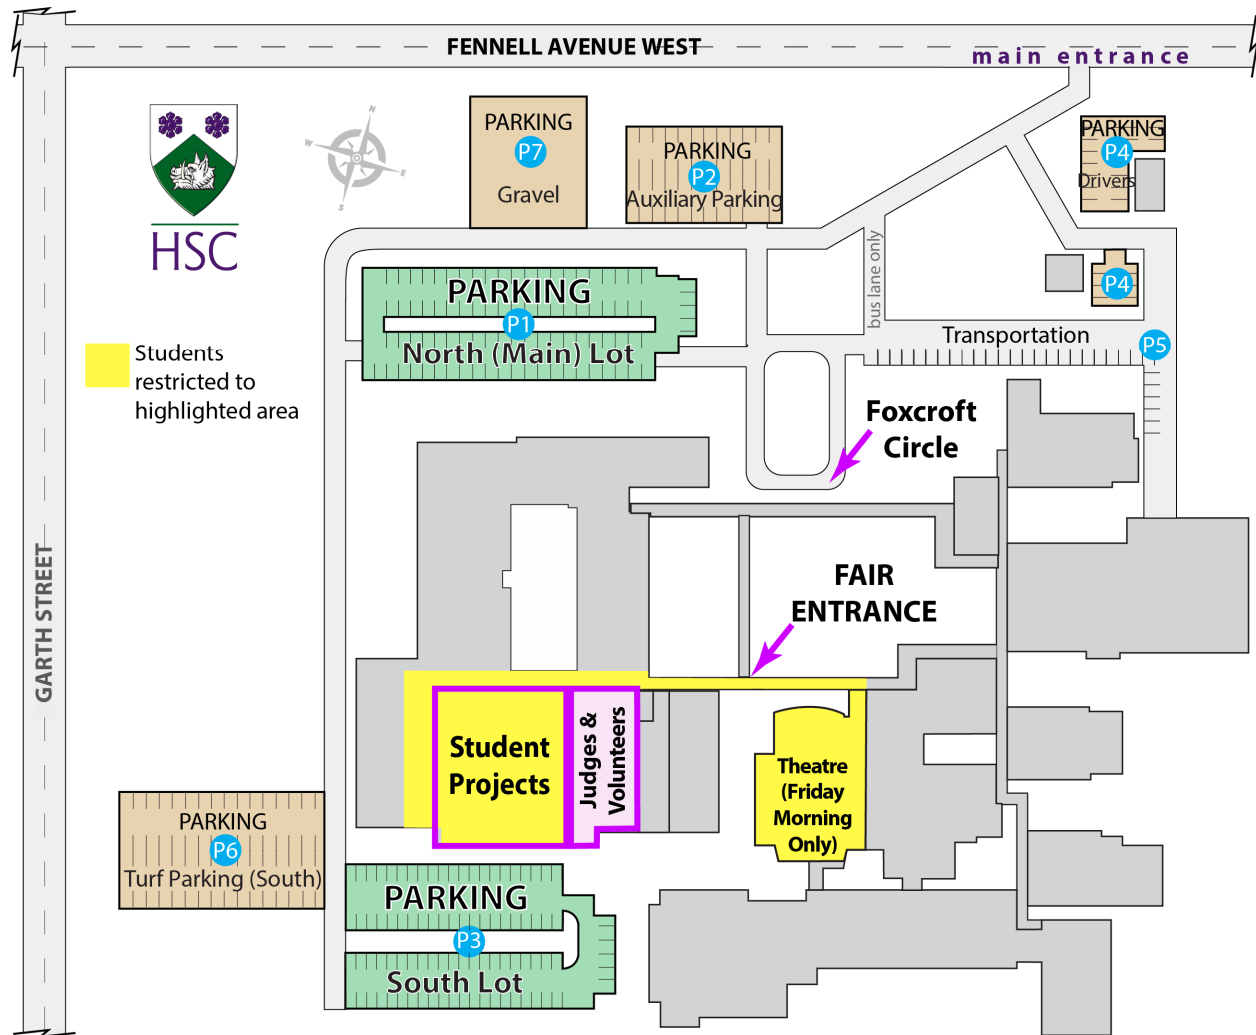 FENNELL AVENUE WEST
main entrance
N
W
E
S
HSC
PARKING
P7
Gravel
PARKING
P2
Auxiliary Parking
PARKING
P4
Drivers
P4
bus lane only
PARKING
P1
North (Main) Lot
Transportation
P5
Students
restricted to
highlighted area
Foxcroft
Circle
FAIR
ENTRANCE
GARTH STREET
Student
Projects
Judges &
Volunteers
Theatre
(Friday
Morning
Only)
PARKING
P6
Turf Parking (South)
PARKING
P3
South Lot